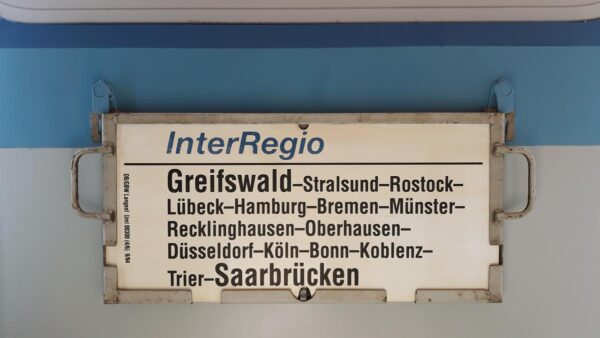 InterRegio
Greifswald–Stralsund–Rostock–
Lübeck–Hamburg–Bremen–Münster–
Recklinghausen–Oberhausen–
Düsseldorf–Köln–Bonn–Koblenz–
Trier–Saarbrücken